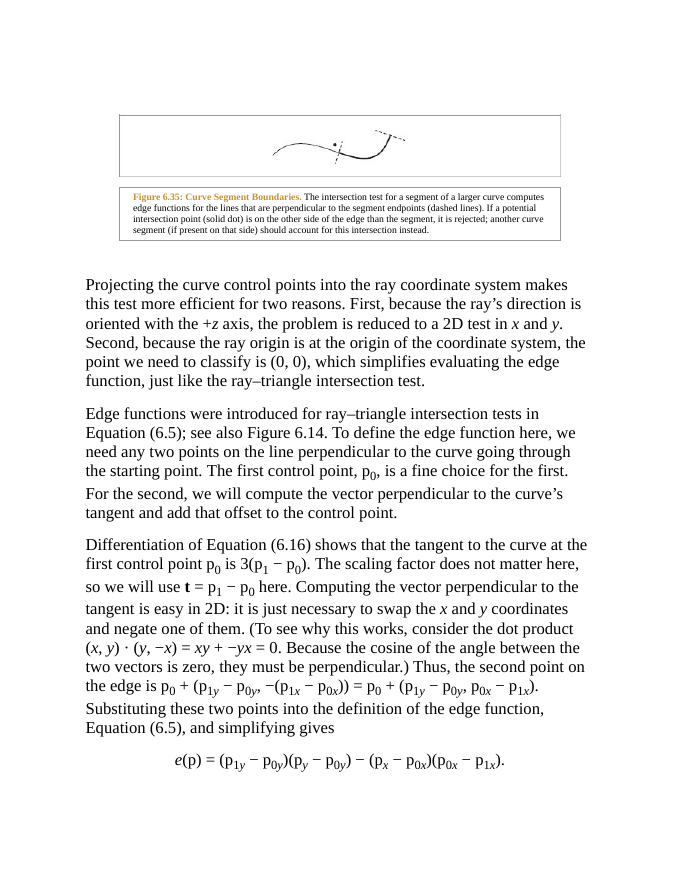 Figure 6.35: Curve Segment Boundaries. The intersection test for a segment of a larger curve computes
edge functions for the lines that are perpendicular to the segment endpoints (dashed lines). If a potential
intersection point (solid dot) is on the other side of the edge than the segment, it is rejected; another curve
segment (if present on that side) should account for this intersection instead.
Projecting the curve control points into the ray coordinate system makes
this test more efficient for two reasons. First, because the ray’s direction is
oriented with the +z axis, the problem is reduced to a 2D test in x and y.
Second, because the ray origin is at the origin of the coordinate system, the
point we need to classify is (0, 0), which simplifies evaluating the edge
function, just like the ray–triangle intersection test.
Edge functions were introduced for ray–triangle intersection tests in
Equation (6.5); see also Figure 6.14. To define the edge function here, we
need any two points on the line perpendicular to the curve going through
the starting point. The first control point, p₀, is a fine choice for the first.
For the second, we will compute the vector perpendicular to the curve’s
tangent and add that offset to the control point.
Differentiation of Equation (6.16) shows that the tangent to the curve at the
first control point p₀ is 3(p₁ − p₀). The scaling factor does not matter here,
so we will use t = p₁ − p₀ here. Computing the vector perpendicular to the
tangent is easy in 2D: it is just necessary to swap the x and y coordinates
and negate one of them. (To see why this works, consider the dot product
(x, y) · (y, −x) = xy + −yx = 0. Because the cosine of the angle between the
two vectors is zero, they must be perpendicular.) Thus, the second point on
the edge is p₀ + (p1y − p0y, −(p1x − p0x)) = p₀ + (p1y − p0y, p0x − p1x).
Substituting these two points into the definition of the edge function,
Equation (6.5), and simplifying gives
e(p) = (p1y − p0y)(py − p0y) − (px − p0x)(p0x − p1x).